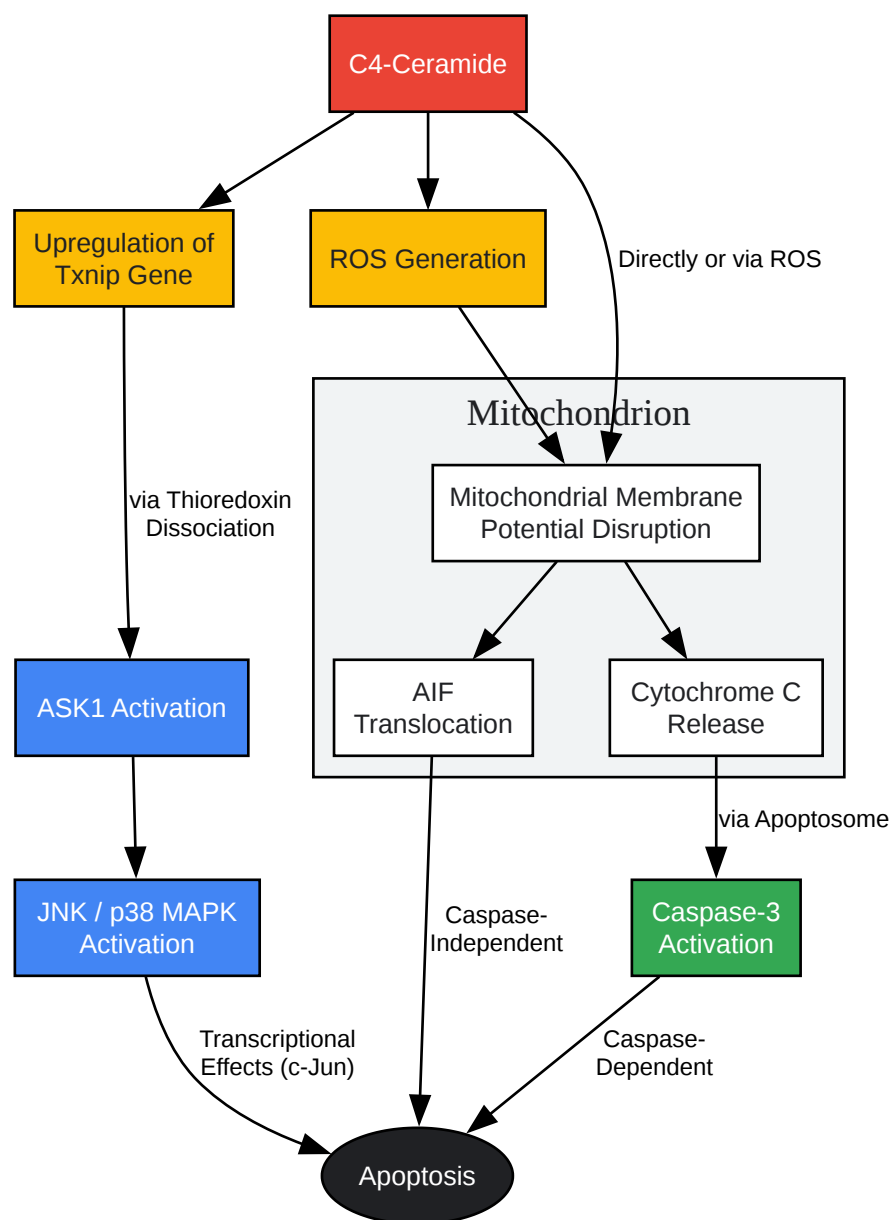 C4-Ceramide
Upregulation of
Txnip Gene
ROS Generation
Directly or via ROS
Mitochondrion
Mitochondrial Membrane
Potential Disruption
via Thioredoxin
Dissociation
ASK1 Activation
AIF
Translocation
Cytochrome C
Release
via Apoptosome
JNK / p38 MAPK
Activation
Caspase-
Independent
Caspase-3
Activation
Transcriptional
Effects (c-Jun)
Caspase-
Dependent
Apoptosis